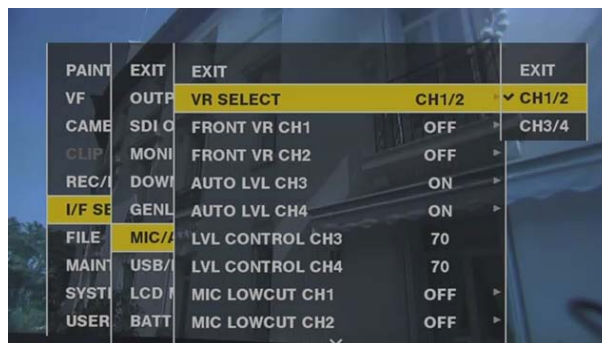 PAINT EXIT EXIT EXIT
VF OUTP VR SELECT CH1/2 CH1/2
CAME SDI O FRONT VR CH1 OFF CH3/4
CLIP MONI FRONT VR CH2 OFF
REC/ DOWN AUTO LVL CH3 ON
I/F SE GENL AUTO LVL CH4 ON
FILE MIC/A LVL CONTROL CH3 70
MAINT USB/ LVL CONTROL CH4 70
SYST LCD MIC LOWCUT CH1 OFF
USER BATT MIC LOWCUT CH2 OFF